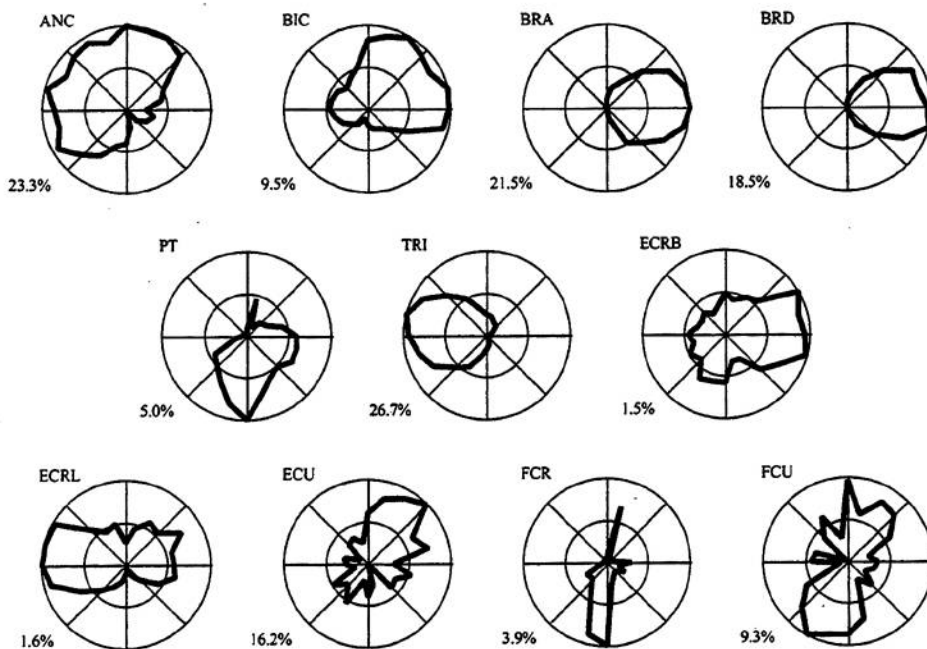 ANC BIC BRA BRD
23.3% 9.5% 21.5% 18.5%
PT TRI ECRB
5.0% 26.7% 1.5%
ECRL ECU FCR FCU
1.6% 16.2% 3.9% 9.3%